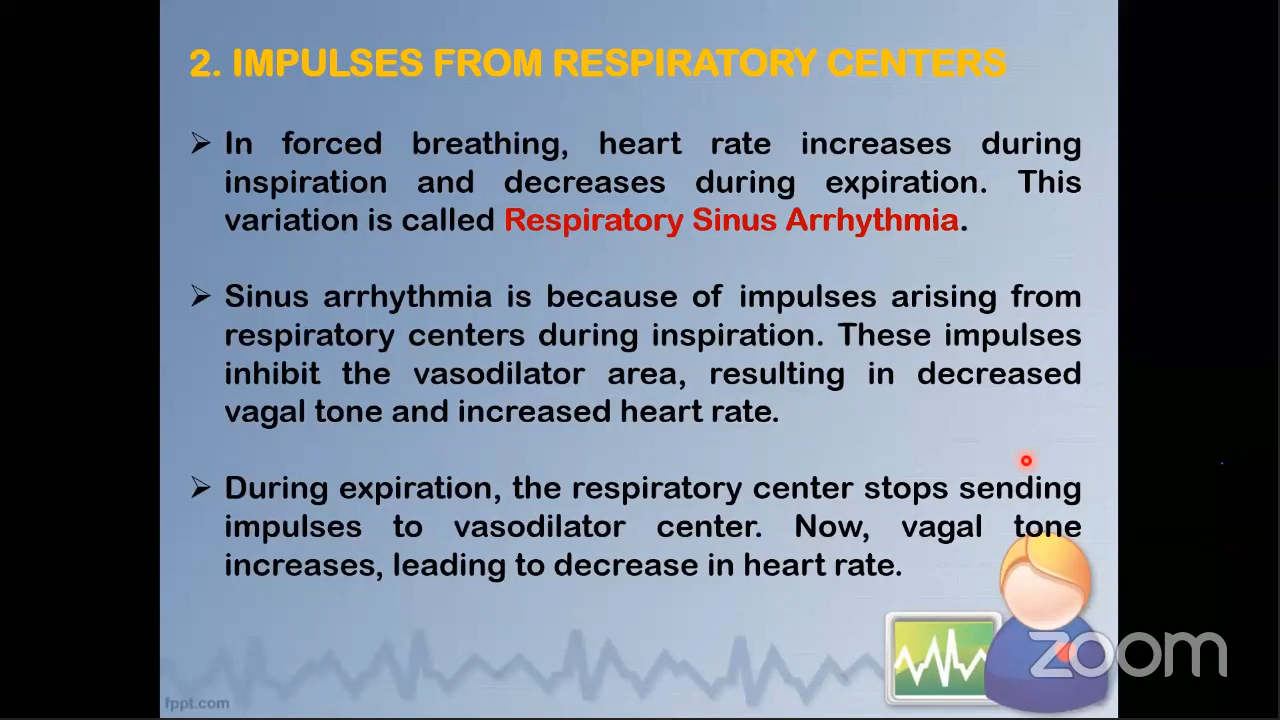 2. IMPULSES FROM RESPIRATORY CENTERS
In forced breathing, heart rate increases during
inspiration and decreases during expiration. This
variation is called Respiratory Sinus Arrhythmia.
Sinus arrhythmia is because of impulses arising from
respiratory centers during inspiration. These impulses
inhibit the vasodilator area, resulting in decreased
vagal tone and increased heart rate.
During expiration, the respiratory center stops sending
impulses to vasodilator center. Now, vagal tone
increases, leading to decrease in heart rate.
zoom
fppt.com